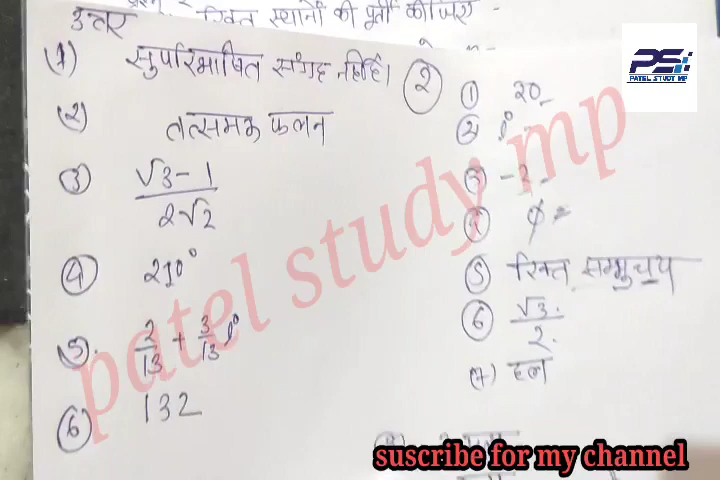 रिक्त स्थानों की पूर्ती कीजिए -
उत्तर
(1) सुपरिभाषित संग्रह नहीं है।
(2) तत्समक फलन
(3) √3 - 1 / 2√2
(4) 210°
(5). 2/13 + 3/13 i
(6) 132
(2)
(1) 20
(2) i
(3) -2
(4) φ
(5) रिक्त समुच्चय
(6) √3 / 2
(7) हल
PS
PATEL STUDY MP
patel study mp
suscribe for my channel